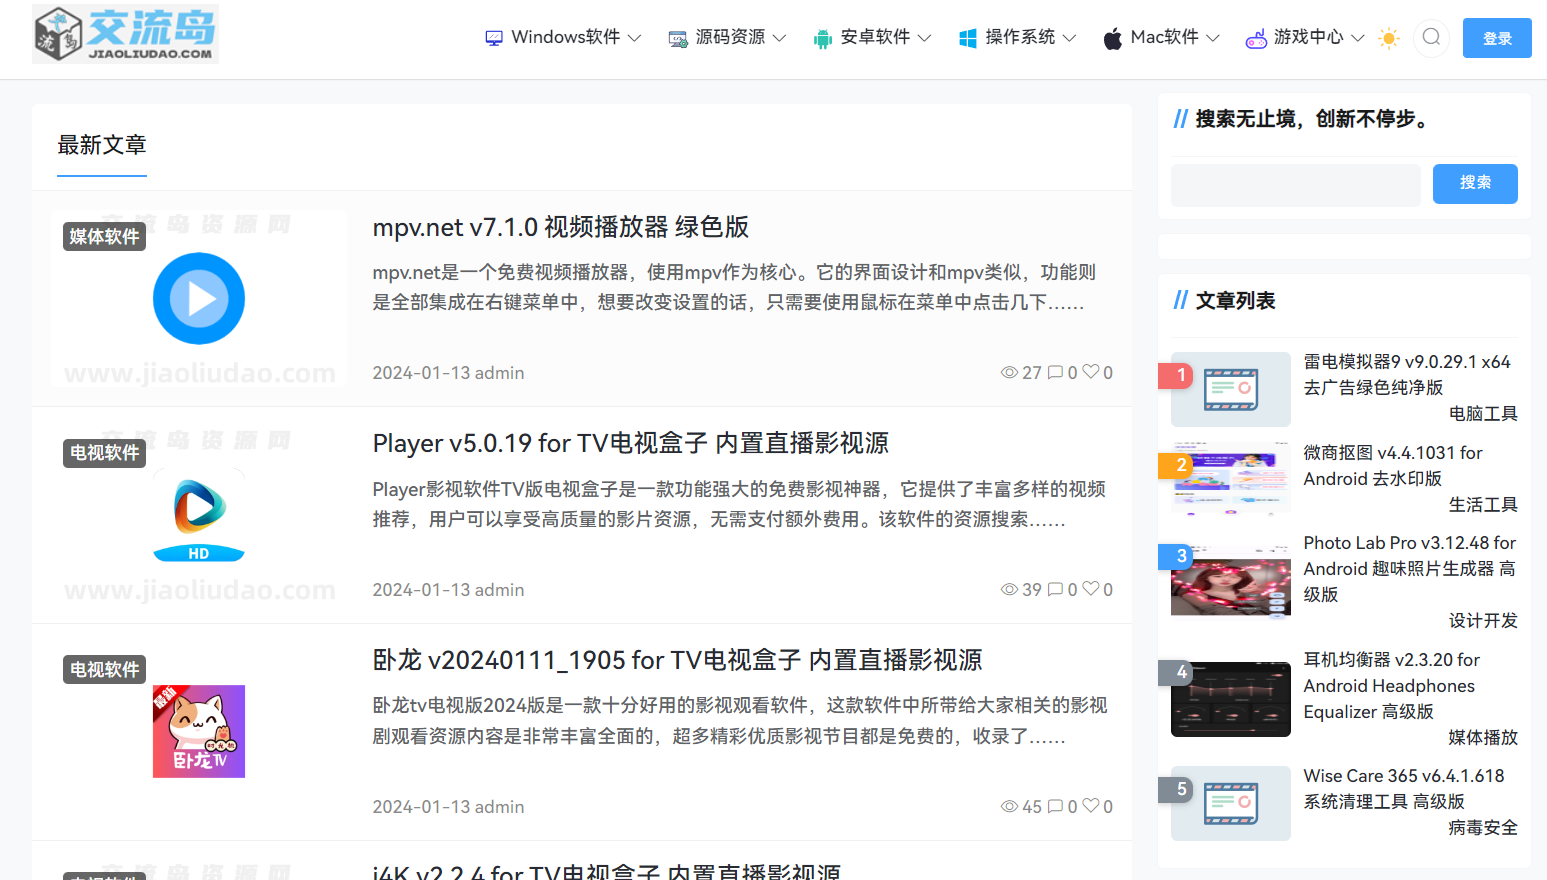 交流岛
JIAOLIUDAO.COM
Windows软件
源码资源
安卓软件
操作系统
Mac软件
游戏中心
登录
最新文章
交流岛资源网
媒体软件
www.jiaoliudao.com
mpv.net v7.1.0 视频播放器 绿色版
mpv.net是一个免费视频播放器，使用mpv作为核心。它的界面设计和mpv类似，功能则
是全部集成在右键菜单中，想要改变设置的话，只需要使用鼠标在菜单中点击几下……
2024-01-13 admin
27 0 0
交流岛资源网
电视软件
HD
www.jiaoliudao.com
Player v5.0.19 for TV电视盒子 内置直播影视源
Player影视软件TV版电视盒子是一款功能强大的免费影视神器，它提供了丰富多样的视频
推荐，用户可以享受高质量的影片资源，无需支付额外费用。该软件的资源搜索……
2024-01-13 admin
39 0 0
电视软件
最新
卧龙TV
卧龙 v20240111_1905 for TV电视盒子 内置直播影视源
卧龙tv电视版2024版是一款十分好用的影视观看软件，这款软件中所带给大家相关的影视
剧观看资源内容是非常丰富全面的，超多精彩优质影视节目都是免费的，收录了……
2024-01-13 admin
45 0 0
交流岛资源网
电视软件
i4K v2.2.4 for TV电视盒子 内置直播影视源
// 搜索无止境，创新不停步。
搜索
// 文章列表
1
雷电模拟器9 v9.0.29.1 x64
去广告绿色纯净版
电脑工具
2
微商抠图 v4.4.1031 for
Android 去水印版
生活工具
3
Photo Lab Pro v3.12.48 for
Android 趣味照片生成器 高
级版
设计开发
4
耳机均衡器 v2.3.20 for
Android Headphones
Equalizer 高级版
媒体播放
5
Wise Care 365 v6.4.1.618
系统清理工具 高级版
病毒安全